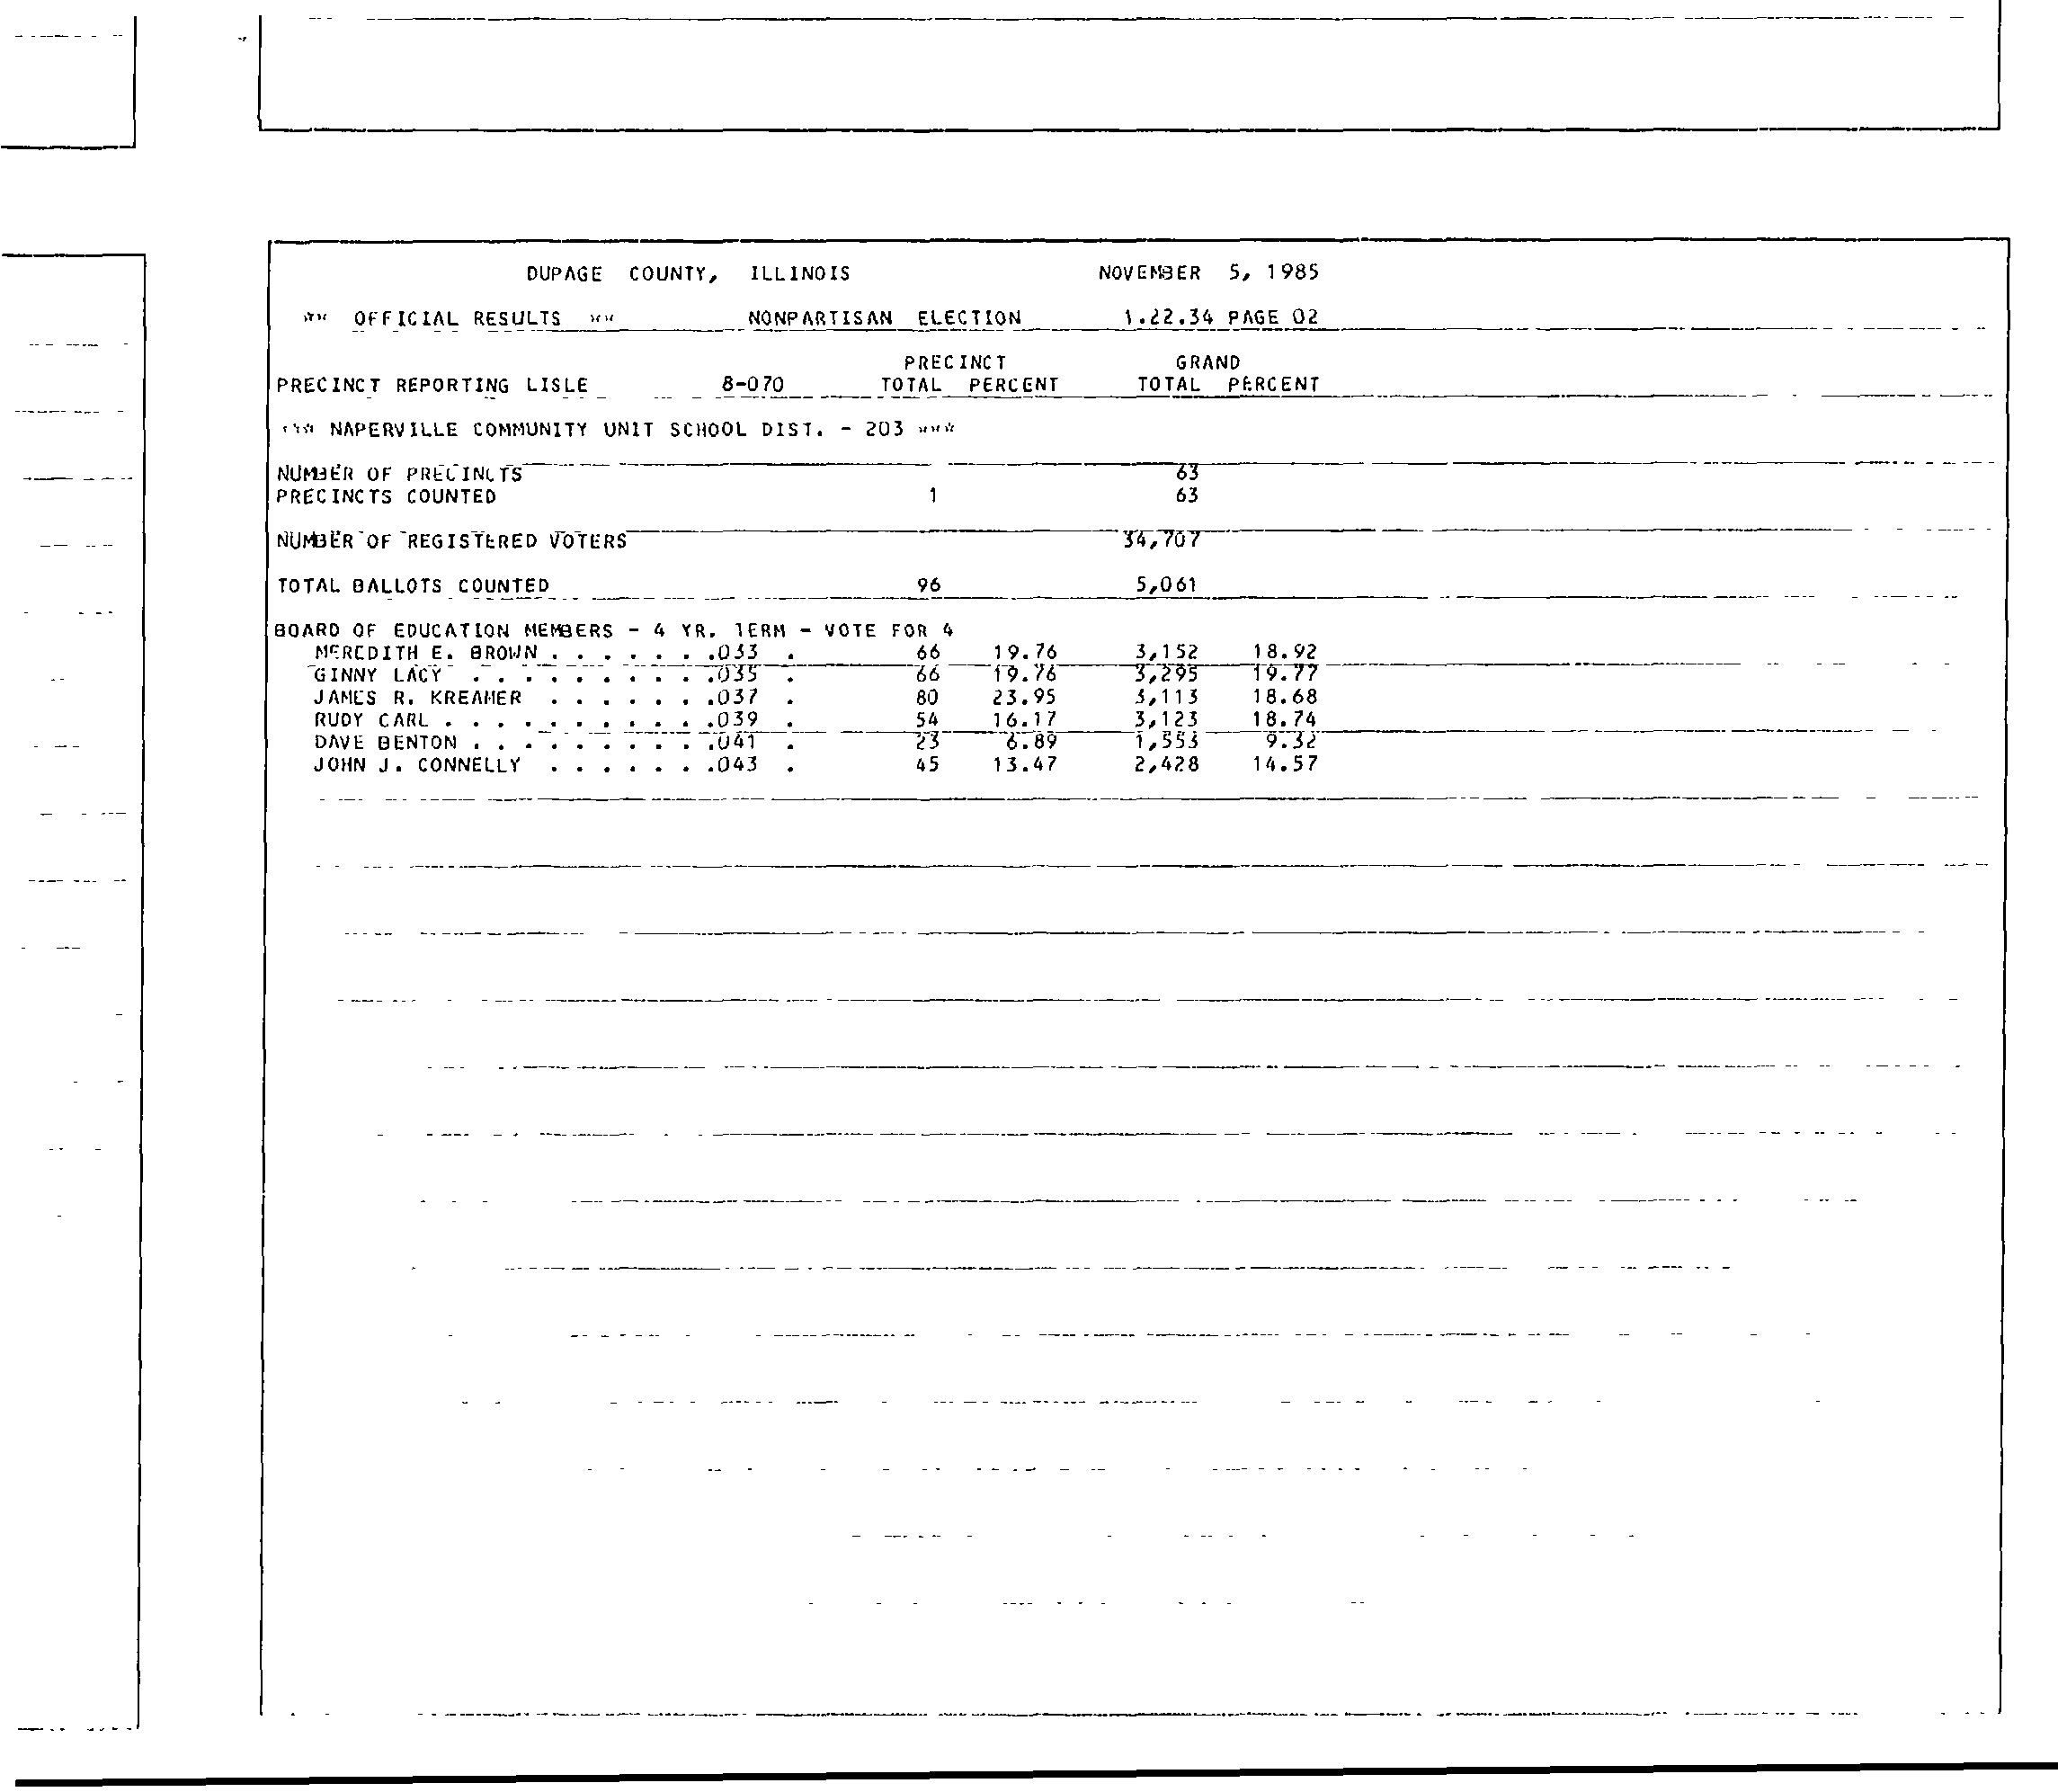 DUPAGE COUNTY, ILLINOIS NOVEMBER 5, 1985
** OFFICIAL RESULTS ** NONPARTISAN ELECTION 1.22.34 PAGE 02
PRECINCT GRAND
PRECINCT REPORTING LISLE 8-070 TOTAL PERCENT TOTAL PERCENT
*** NAPERVILLE COMMUNITY UNIT SCHOOL DIST. - 203 ***
NUMBER OF PRECINCTS 63
PRECINCTS COUNTED 1 63
NUMBER OF REGISTERED VOTERS 34,707
TOTAL BALLOTS COUNTED 96 5,061
BOARD OF EDUCATION MEMBERS - 4 YR. TERM - VOTE FOR 4
MEREDITH E. BROWN . . . . . . .033 . 66 19.76 3,152 18.92
GINNY LACY . . . . . . . . . .035 . 66 19.76 3,295 19.77
JAMES R. KREAMER . . . . . . .037 . 80 23.95 3,113 18.68
RUDY CARL . . . . . . . . . . .039 . 54 16.17 3,123 18.74
DAVE BENTON . . . . . . . . . .041 . 23 6.89 1,553 9.32
JOHN J. CONNELLY . . . . . . .043 . 45 13.47 2,428 14.57